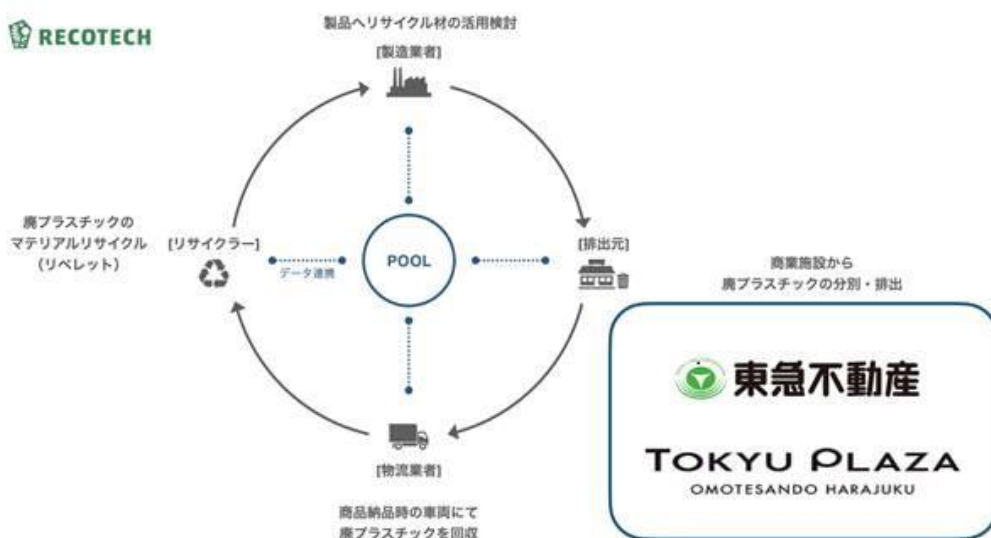 RECOTECH
製品へリサイクル材の活用検討
[製造業者]
廃プラスチックの
マテリアルリサイクル
（リペレット）
[リサイクラー]
データ連携
POOL
[排出元]
商業施設から
廃プラスチックの分別・排出
東急不動産
TOKYU PLAZA
OMOTESANDO HARAJUKU
[物流業者]
商品納品時の車両にて
廃プラスチックを回収